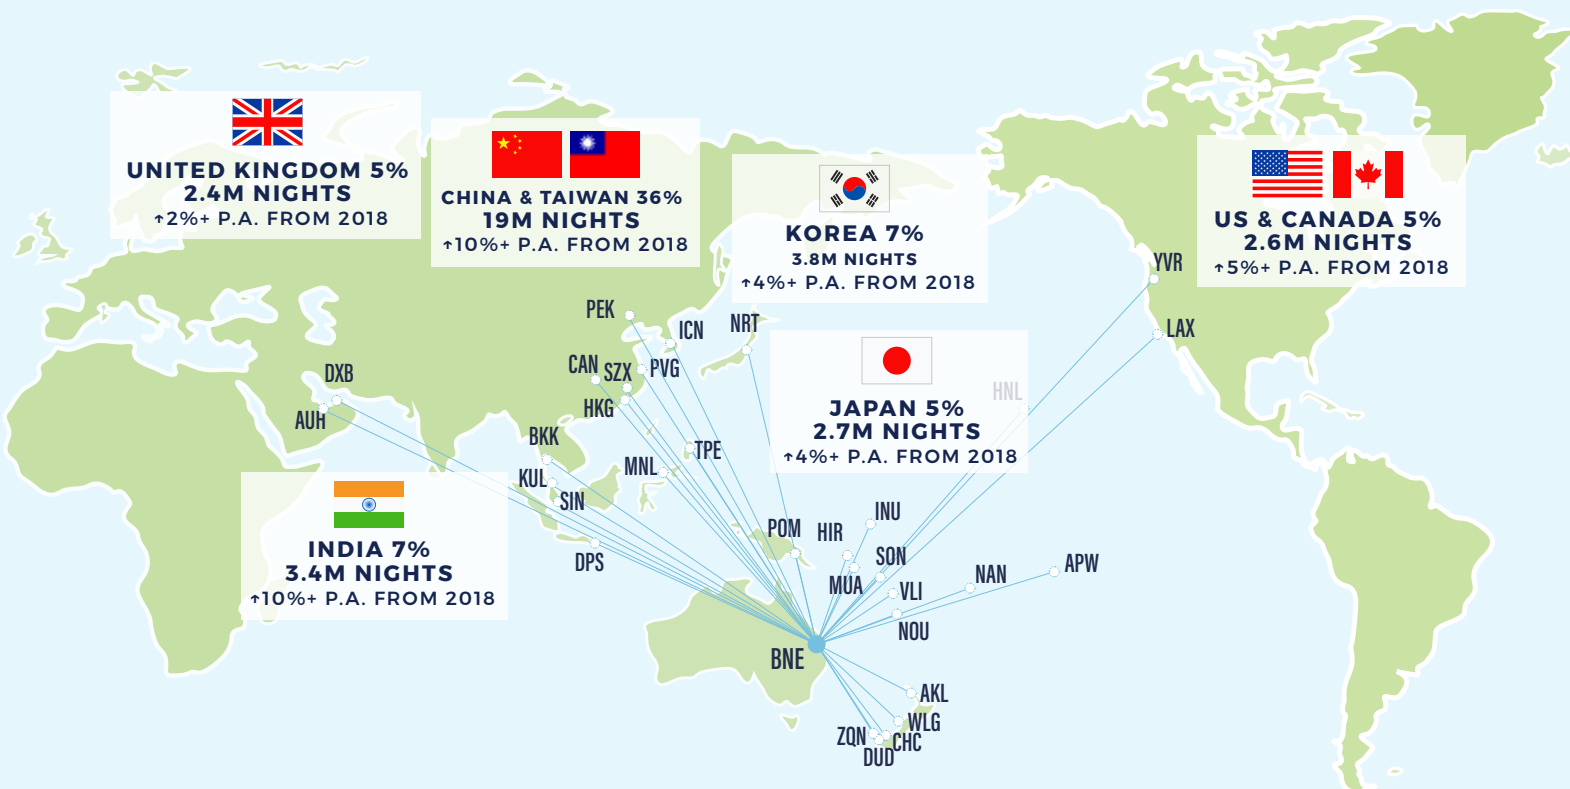 UNITED KINGDOM 5%
2.4M NIGHTS
↑2%+ P.A. FROM 2018
CHINA & TAIWAN 36%
19M NIGHTS
↑10%+ P.A. FROM 2018
KOREA 7%
3.8M NIGHTS
↑4%+ P.A. FROM 2018
US & CANADA 5%
2.6M NIGHTS
↑5%+ P.A. FROM 2018
YVR
LAX
PEK
ICN
NRT
CAN
SZX
PVG
HKG
DXB
AUH
JAPAN 5%
2.7M NIGHTS
↑4%+ P.A. FROM 2018
HNL
BKK
KUL
SIN
MNL
TPE
INDIA 7%
3.4M NIGHTS
↑10%+ P.A. FROM 2018
DPS
POM
HIR
INU
SON
MUA
VLI
NAN
APW
NOU
BNE
AKL
WLG
ZQN
CHC
DUD